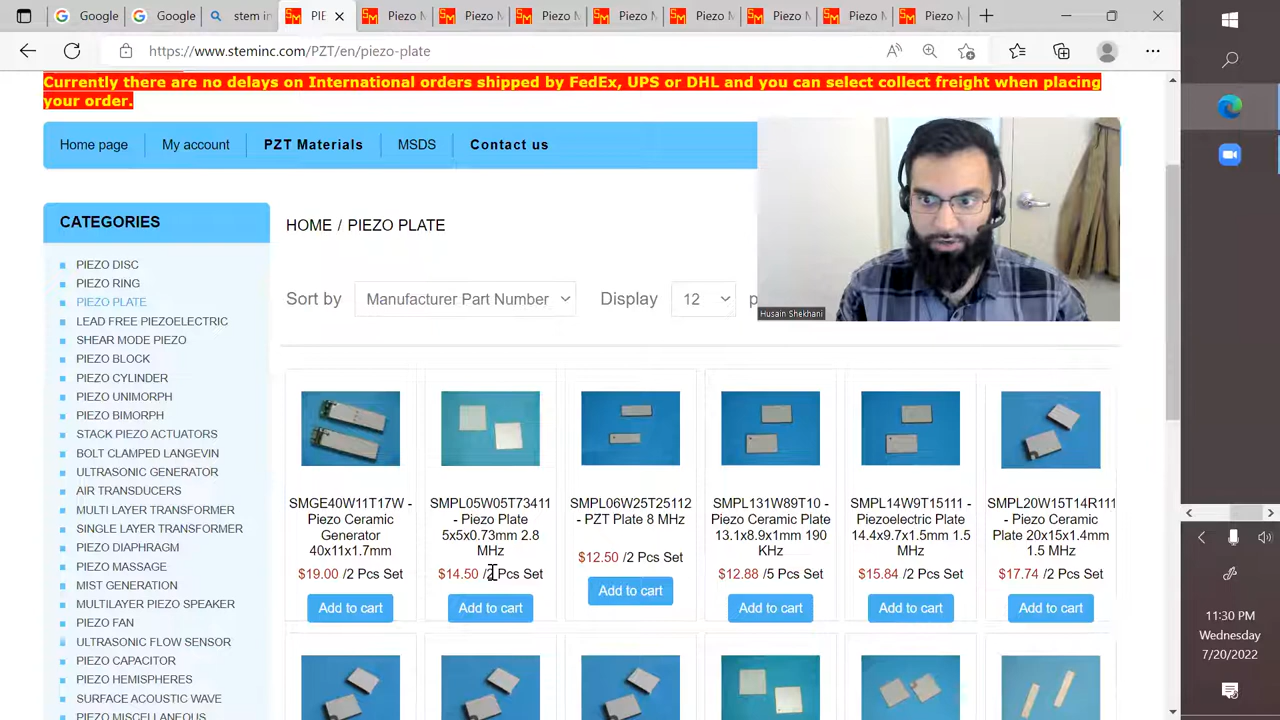 Google
Google
stem in
PIE
Piezo M
Piezo M
Piezo M
Piezo M
Piezo M
Piezo M
Piezo M
Piezo M
https://www.steminc.com/PZT/en/piezo-plate
Currently there are no delays on International orders shipped by FedEx, UPS or DHL and you can select collect freight when placing
your order.
Home page
My account
PZT Materials
MSDS
Contact us
CATEGORIES
PIEZO DISC
PIEZO RING
PIEZO PLATE
LEAD FREE PIEZOELECTRIC
SHEAR MODE PIEZO
PIEZO BLOCK
PIEZO CYLINDER
PIEZO UNIMORPH
PIEZO BIMORPH
STACK PIEZO ACTUATORS
BOLT CLAMPED LANGEVIN
ULTRASONIC GENERATOR
AIR TRANSDUCERS
MULTI LAYER TRANSFORMER
SINGLE LAYER TRANSFORMER
PIEZO DIAPHRAGM
PIEZO MASSAGE
MIST GENERATION
MULTILAYER PIEZO SPEAKER
PIEZO FAN
ULTRASONIC FLOW SENSOR
PIEZO CAPACITOR
PIEZO HEMISPHERES
SURFACE ACOUSTIC WAVE
PIEZO MISCELLANEOUS
HOME / PIEZO PLATE
Sort by
Manufacturer Part Number
Display
12
p
Husain Shekhani
SMGE40W11T17W -
Piezo Ceramic
Generator
40x11x1.7mm
$19.00 /2 Pcs Set
Add to cart
SMPL05W05T73411
- Piezo Plate
5x5x0.73mm 2.8
MHz
$14.50 / Pcs Set
Add to cart
SMPL06W25T25112
- PZT Plate 8 MHz
$12.50 /2 Pcs Set
Add to cart
SMPL131W89T10 -
Piezo Ceramic Plate
13.1x8.9x1mm 190
KHz
$12.88 /5 Pcs Set
Add to cart
SMPL14W9T15111 -
Piezoelectric Plate
14.4x9.7x1.5mm 1.5
MHz
$15.84 /2 Pcs Set
Add to cart
SMPL20W15T14R111
- Piezo Ceramic
Plate 20x15x1.4mm
1.5 MHz
$17.74 /2 Pcs Set
Add to cart
11:30 PM
Wednesday
7/20/2022